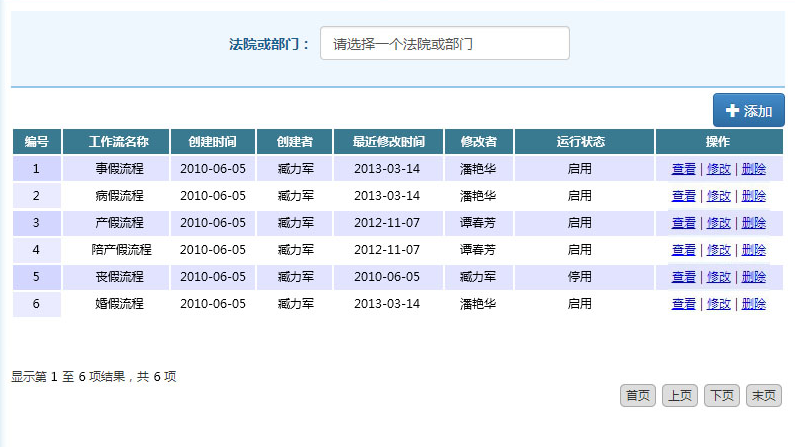 法院或部门： 请选择一个法院或部门
添加
编号 工作流名称 创建时间 创建者 最近修改时间 修改者 运行状态 操作
1 事假流程 2010-06-05 臧力军 2013-03-14 潘艳华 启用 查看 | 修改 | 删除
2 病假流程 2010-06-05 臧力军 2013-03-14 潘艳华 启用 查看 | 修改 | 删除
3 产假流程 2010-06-05 臧力军 2012-11-07 谭春芳 启用 查看 | 修改 | 删除
4 陪产假流程 2010-06-05 臧力军 2012-11-07 谭春芳 启用 查看 | 修改 | 删除
5 丧假流程 2010-06-05 臧力军 2010-06-05 臧力军 停用 查看 | 修改 | 删除
6 婚假流程 2010-06-05 臧力军 2013-03-14 潘艳华 启用 查看 | 修改 | 删除
显示第 1 至 6 项结果，共 6 项
首页 上页 下页 末页